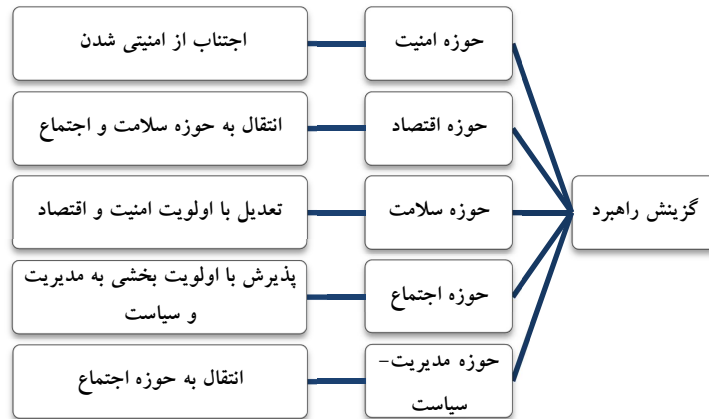 گزینش راهبرد
حوزه امنیت
اجتناب از امنیتی شدن
حوزه اقتصاد
انتقال به حوزه سلامت و اجتماع
حوزه سلامت
تعدیل با اولویت امنیت و اقتصاد
حوزه اجتماع
پذیرش با اولویت بخشی به مدیریت
و سیاست
حوزه مدیریت-
سیاست
انتقال به حوزه اجتماع